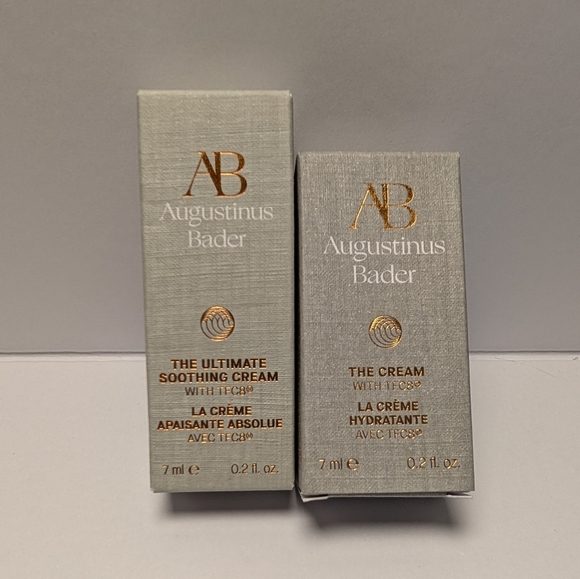 AB
Augustinus
Bader
THE ULTIMATE
SOOTHING CREAM
WITH TFC8®
LA CRÈME
APAISANTE ABSOLUE
AVEC TFC8®
7 ml ℮ 0.2 fl. oz.
AB
Augustinus
Bader
THE CREAM
WITH TFC8®
LA CRÈME
HYDRATANTE
AVEC TFC8®
7 ml ℮ 0.2 fl. oz.